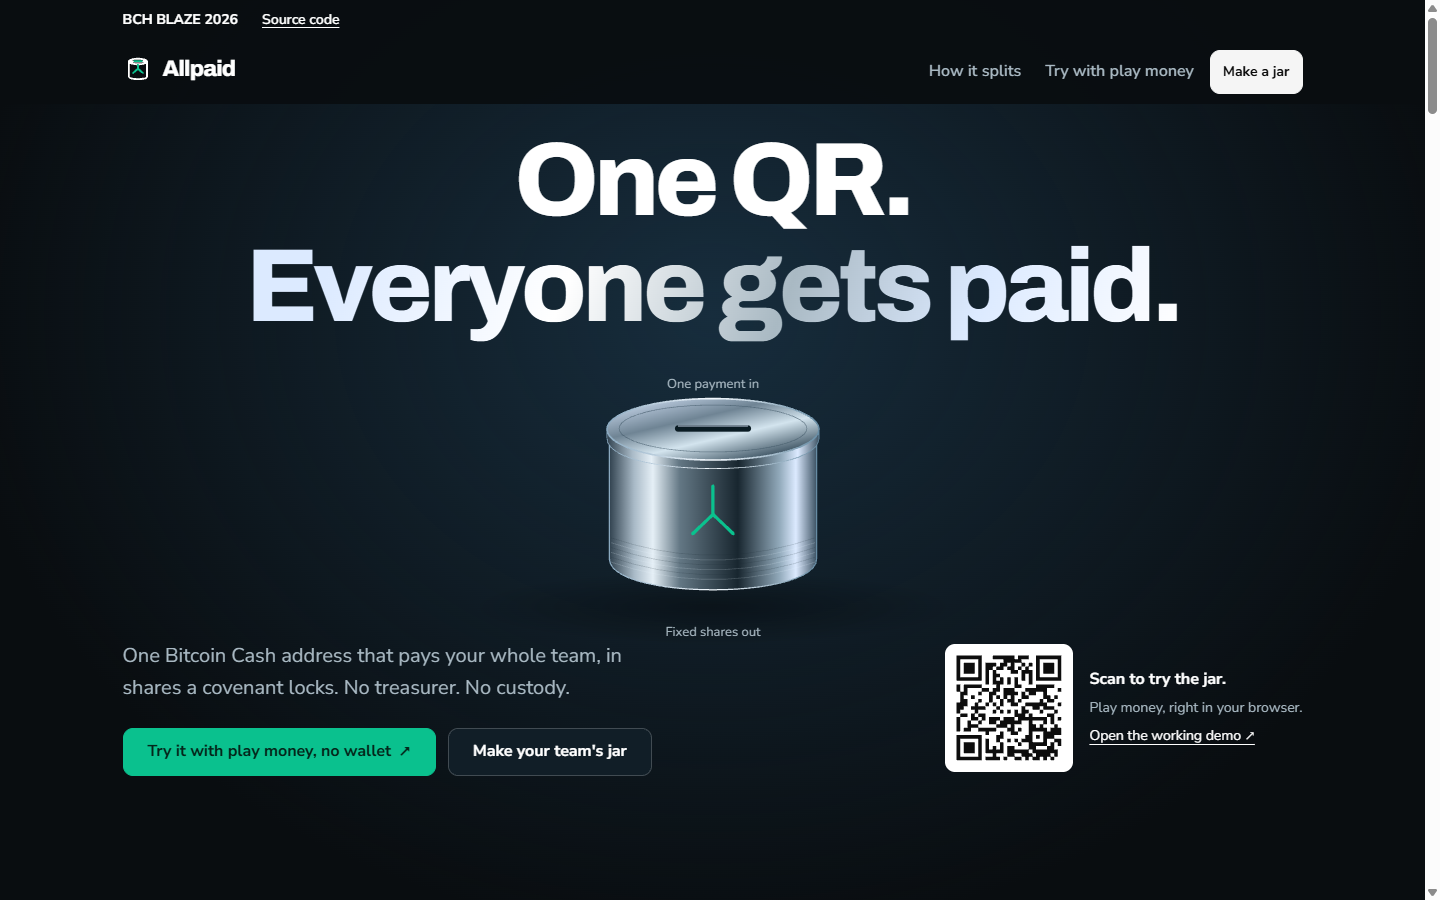 BCH BLAZE 2026 Source code
Allpaid
How it splits Try with play money Make a jar
One QR.
Everyone gets paid.
One payment in
Fixed shares out
One Bitcoin Cash address that pays your whole team, in
shares a covenant locks. No treasurer. No custody.
Try it with play money, no wallet ↗
Make your team's jar
Scan to try the jar.
Play money, right in your browser.
Open the working demo ↗